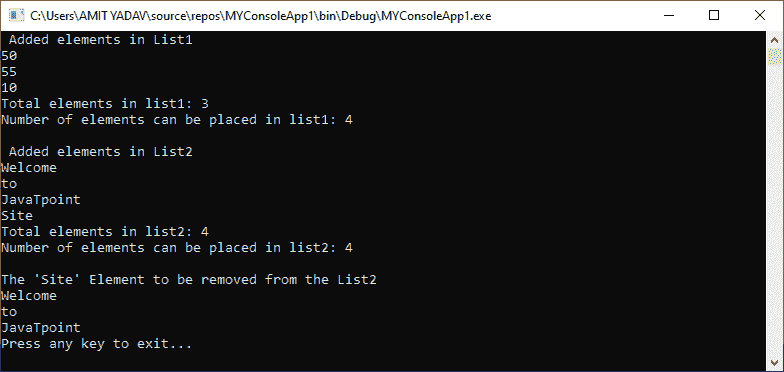 C:\Users\AMIT YADAV\source\repos\MYConsoleApp1\bin\Debug\MYConsoleApp1.exe
Added elements in List1
50
55
10
Total elements in list1: 3
Number of elements can be placed in list1: 4
Added elements in List2
Welcome
to
JavaTpoint
Site
Total elements in list2: 4
Number of elements can be placed in list2: 4
The 'Site' Element to be removed from the List2
Welcome
to
JavaTpoint
Press any key to exit...